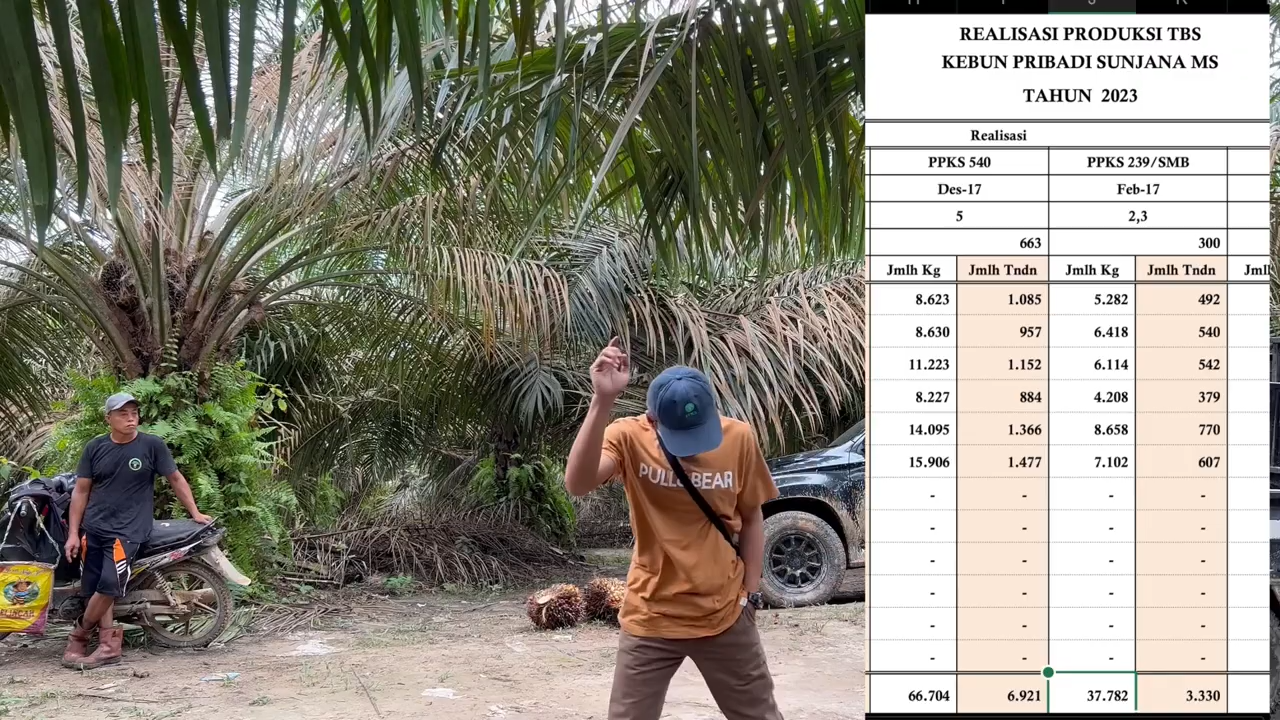 REALISASI PRODUKSI TBS
KEBUN PRIBADI SUNJANA MS
TAHUN 2023
Realisasi
PPKS 540 PPKS 239/SMB
Des-17 Feb-17
5 2,3
663 300
Jmlh Kg Jmlh Tndn Jmlh Kg Jmlh Tndn
8.623 1.085 5.282 492
8.630 957 6.418 540
11.223 1.152 6.114 542
8.227 884 4.208 379
14.095 1.366 8.658 770
15.906 1.477 7.102 607
- - - -
- - - -
- - - -
- - - -
- - - -
- - - -
66.704 6.921 37.782 3.330
PULL& BEAR